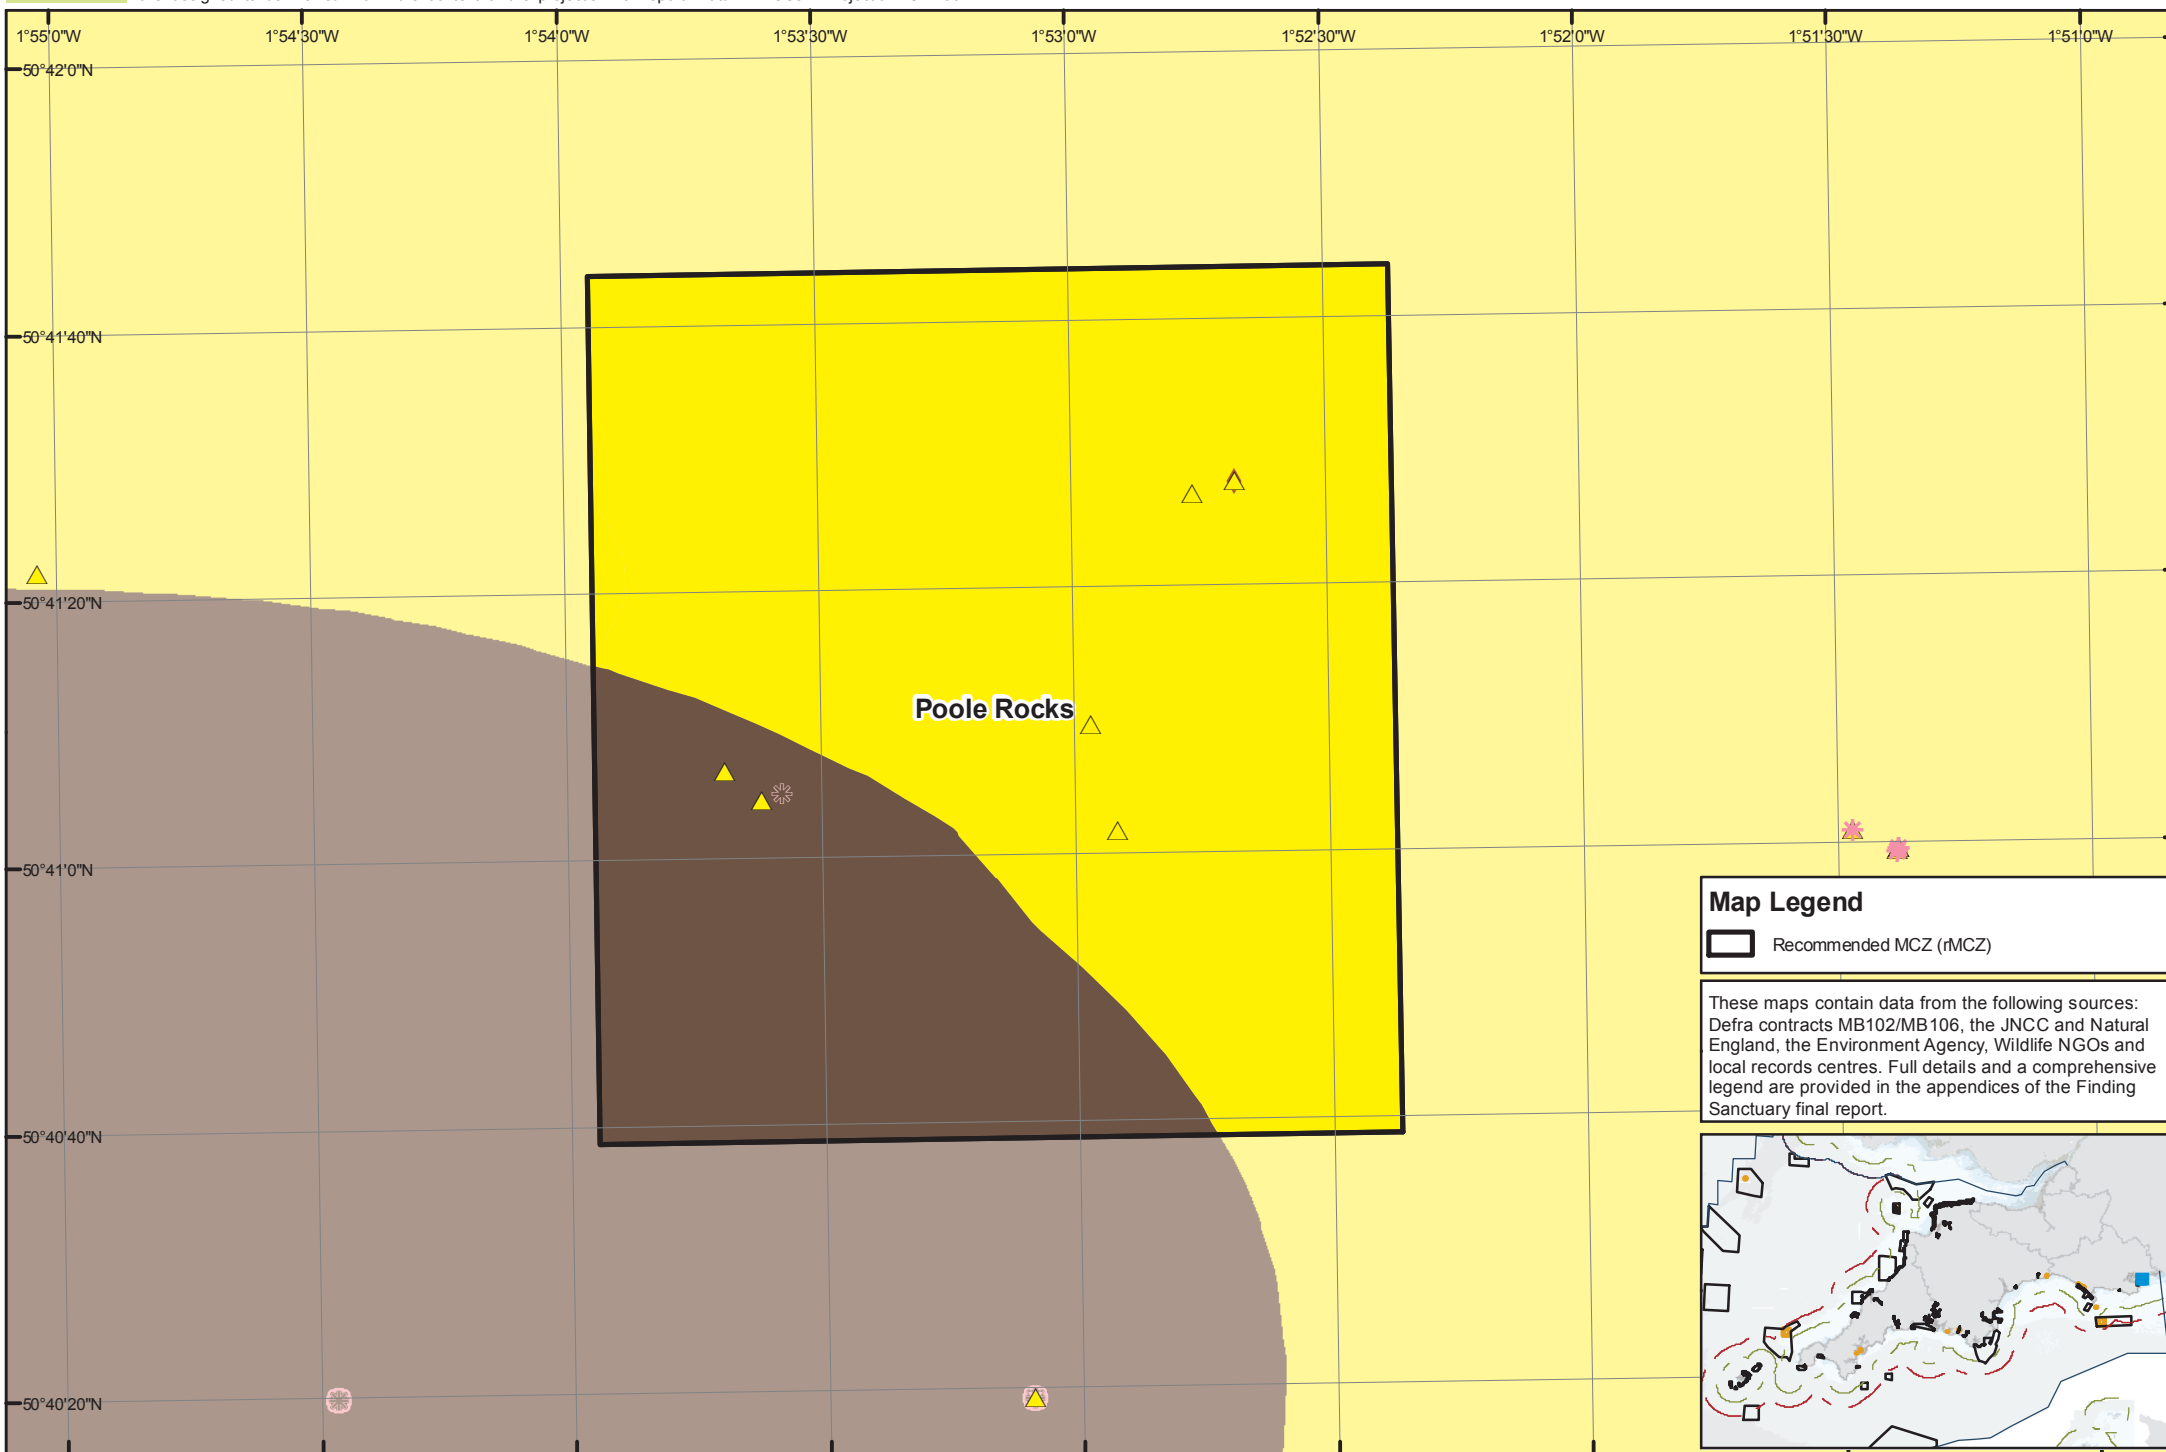 1°55'0"W 1°54'30"W 1°54'0"W 1°53'30"W 1°53'0"W 1°52'30"W 1°52'0"W 1°51'30"W 1°51'0"W
50°42'0"N
50°41'40"N
50°41'20"N
Poole Rocks
50°41'0"N
50°40'40"N
50°40'20"N
Map Legend
Recommended MCZ (rMCZ)
These maps contain data from the following sources:
Defra contracts MB102/MB106, the JNCC and Natural
England, the Environment Agency, Wildlife NGOs and
local records centres. Full details and a comprehensive
legend are provided in the appendices of the Finding
Sanctuary final report.